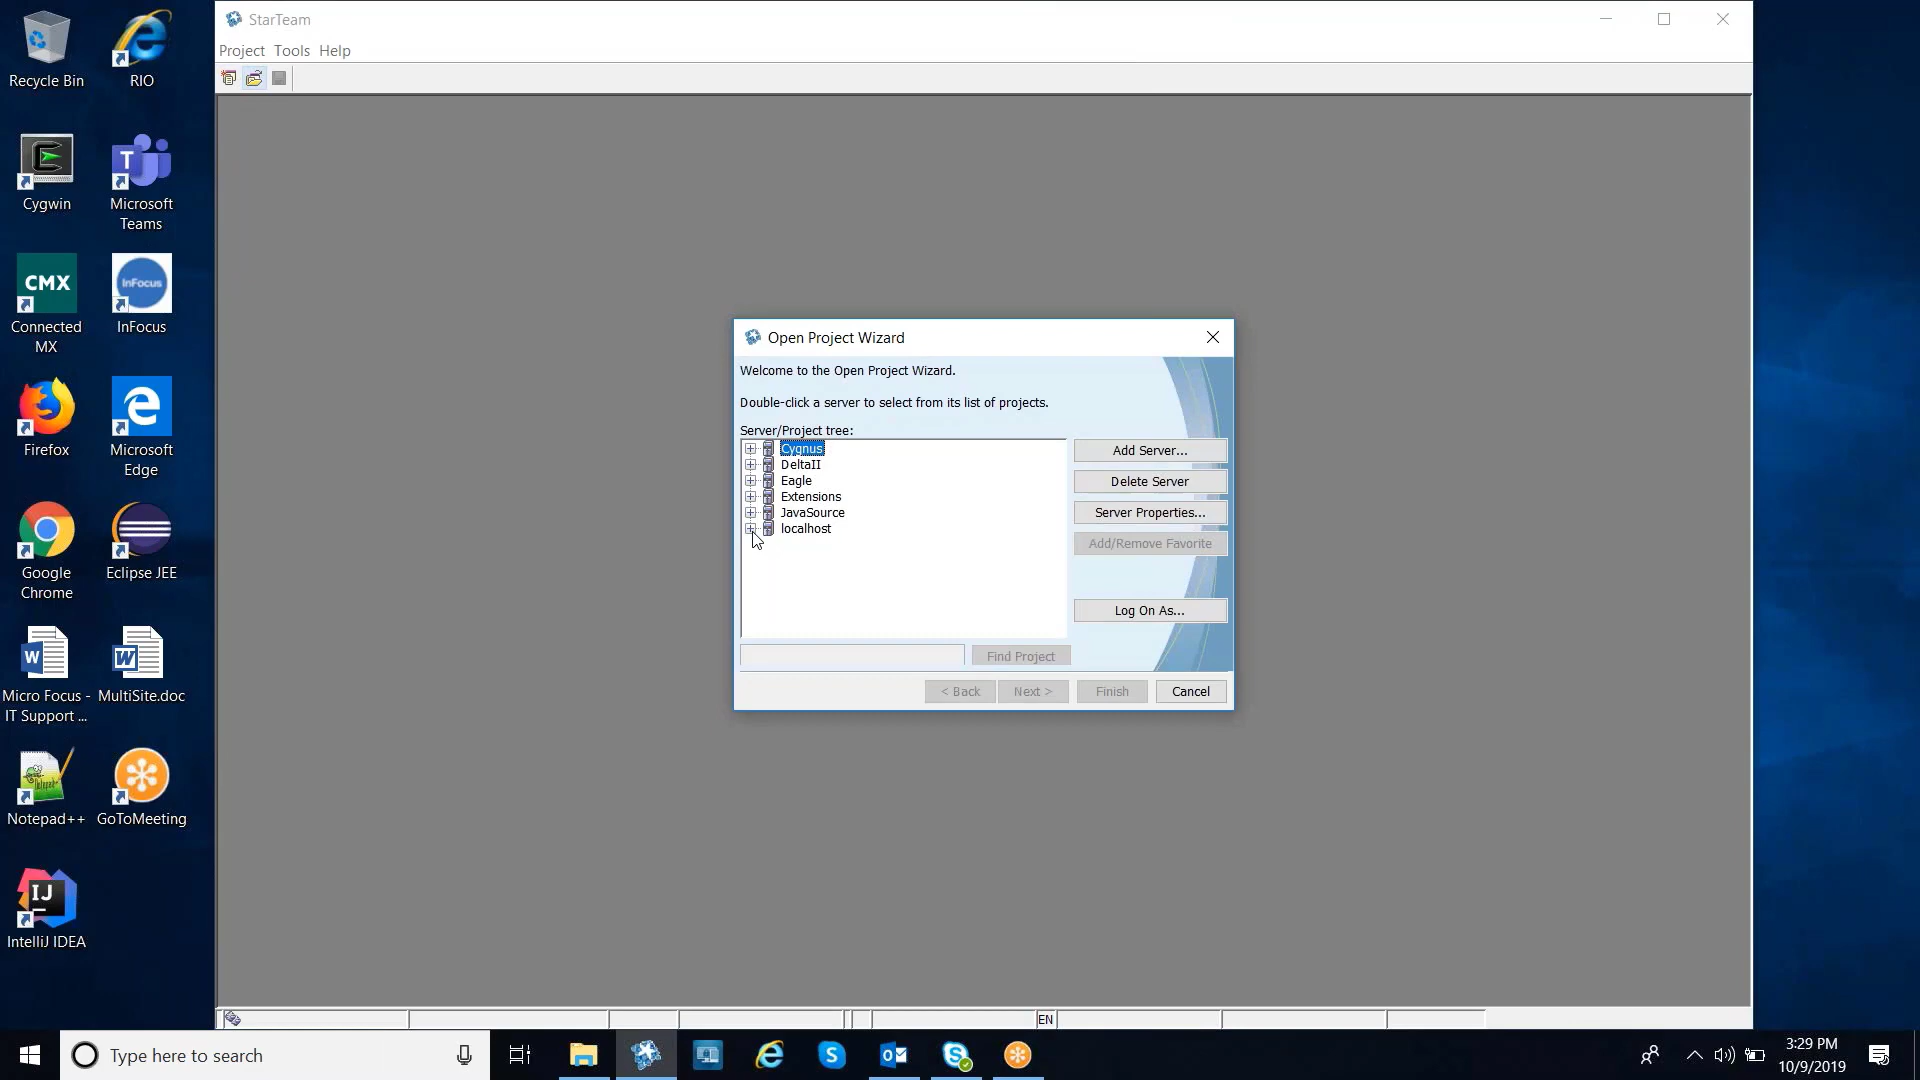 StarTeam
Project Tools Help
Recycle Bin
RIO
Cygwin
Microsoft
Teams
CMX
Connected
MX
InFocus
InFocus
Firefox
Microsoft
Edge
Google
Chrome
Eclipse JEE
Micro Focus -
IT Support ...
MultiSite.doc
Notepad++
GoToMeeting
IJ
IntelliJ IDEA
Open Project Wizard
Welcome to the Open Project Wizard.
Double-click a server to select from its list of projects.
Server/Project tree:
Cygnus
DeltaII
Eagle
Extensions
JavaSource
localhost
Add Server...
Delete Server
Server Properties...
Add/Remove Favorite
Log On As...
Find Project
< Back
Next >
Finish
Cancel
EN
Type here to search
3:29 PM
10/9/2019